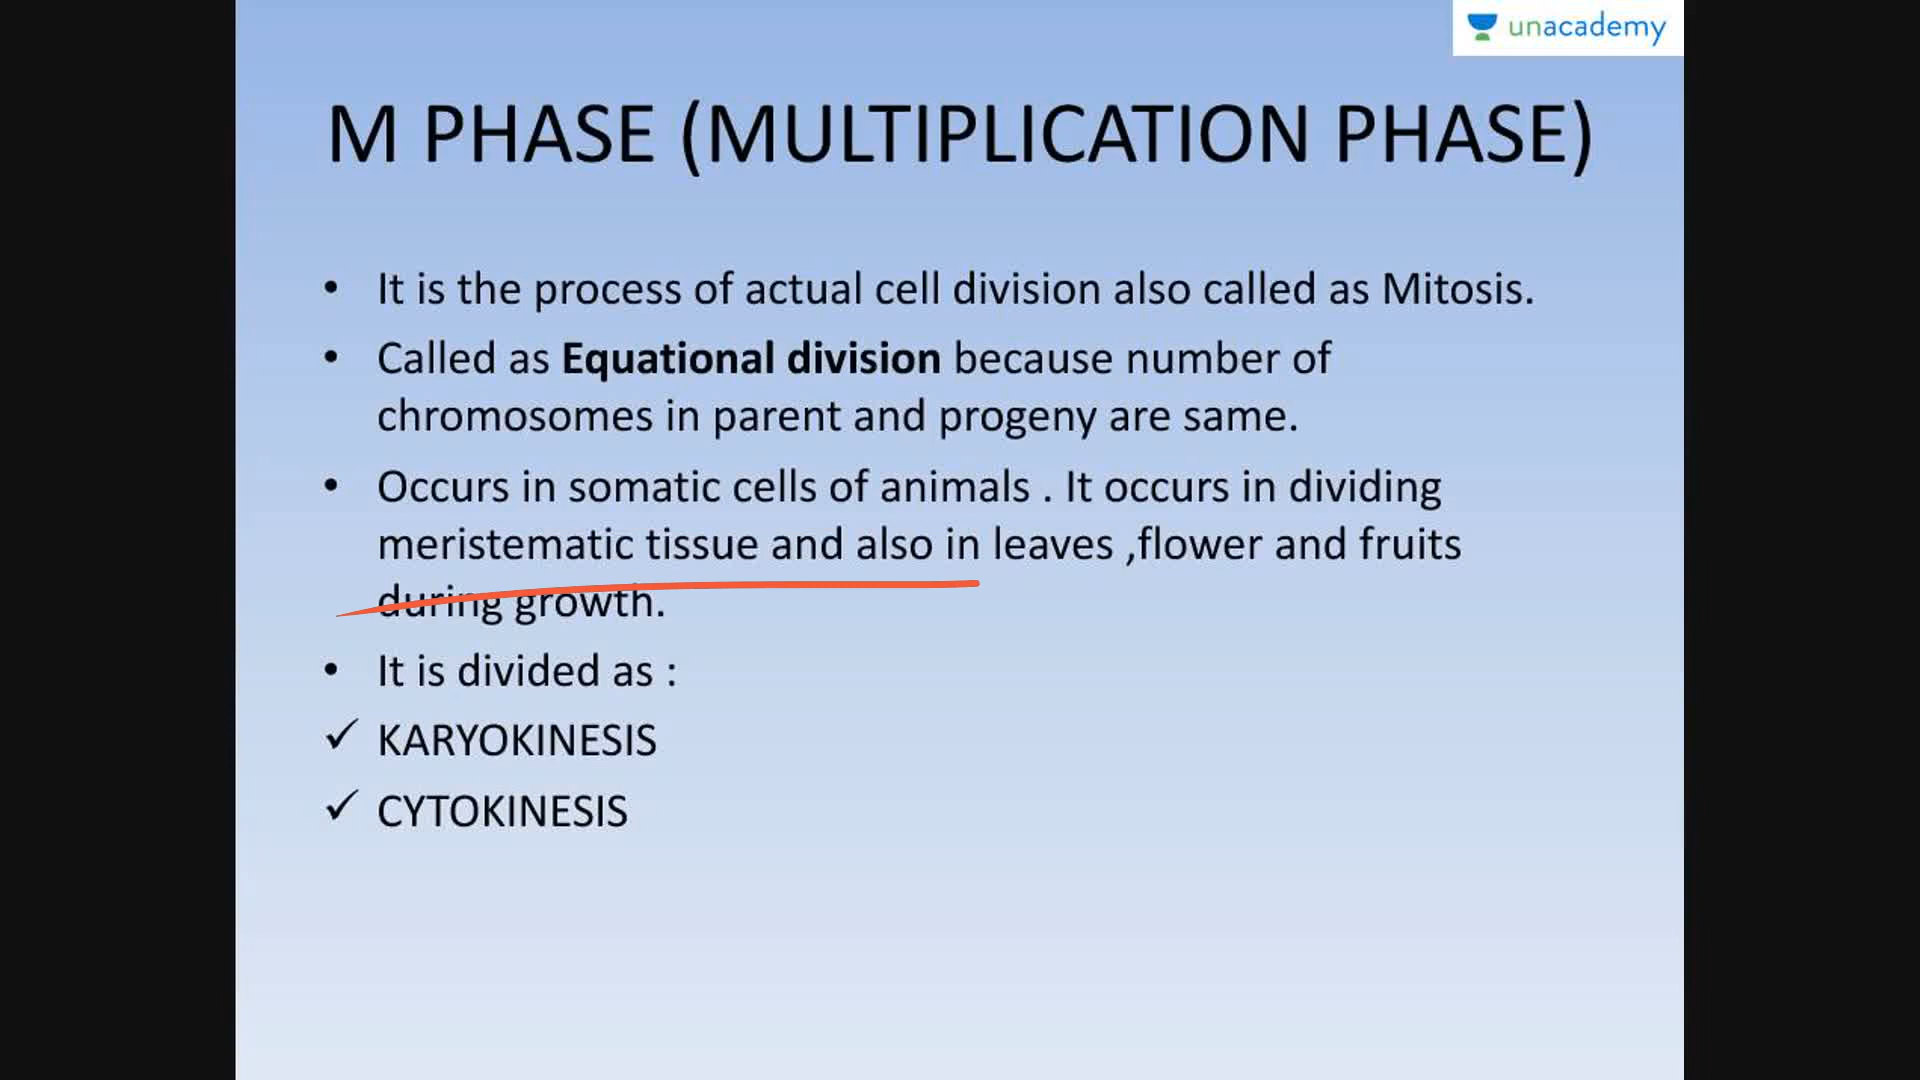 unacademy
M PHASE (MULTIPLICATION PHASE)
• It is the process of actual cell division also called as Mitosis.
• Called as Equational division because number of
chromosomes in parent and progeny are same.
• Occurs in somatic cells of animals . It occurs in dividing
meristematic tissue and also in leaves ,flower and fruits
during growth.
• It is divided as :
✓ KARYOKINESIS
✓ CYTOKINESIS